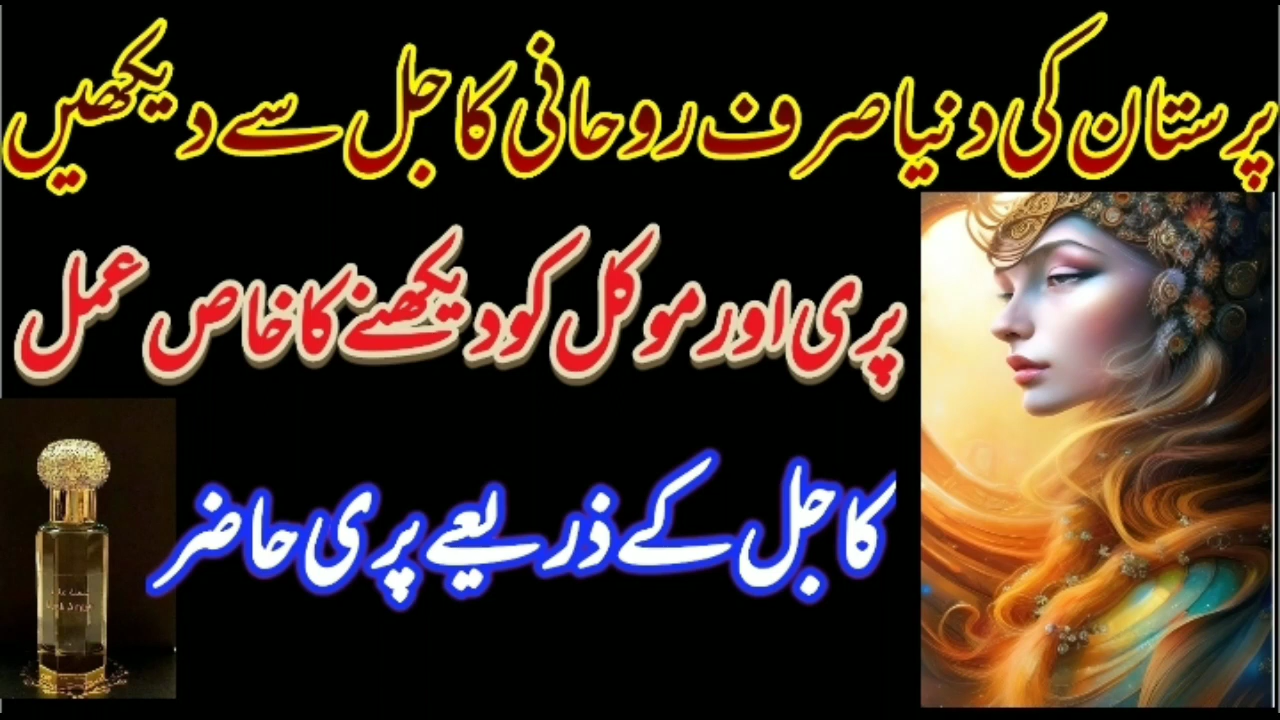 پرستان کی دنیا صرف روحانی کاجل سے دیکھیں
پری اور موکل کو دیکھنے کا خاص عمل
کاجل کے ذریعے پری حاضر